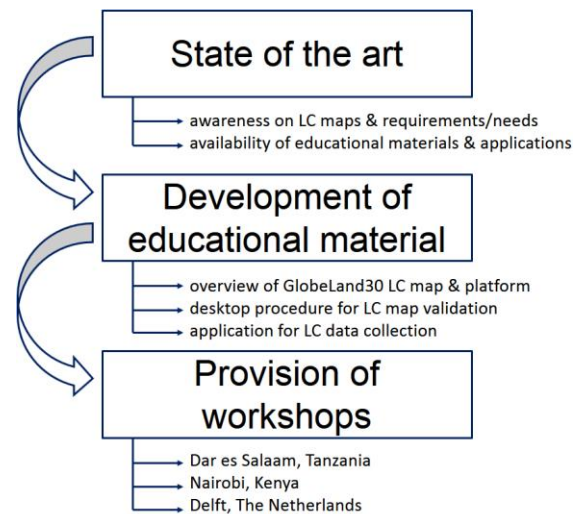 State of the art
awareness on LC maps & requirements/needs
availability of educational materials & applications
Development of
educational material
overview of GlobeLand30 LC map & platform
desktop procedure for LC map validation
application for LC data collection
Provision of
workshops
Dar es Salaam, Tanzania
Nairobi, Kenya
Delft, The Netherlands